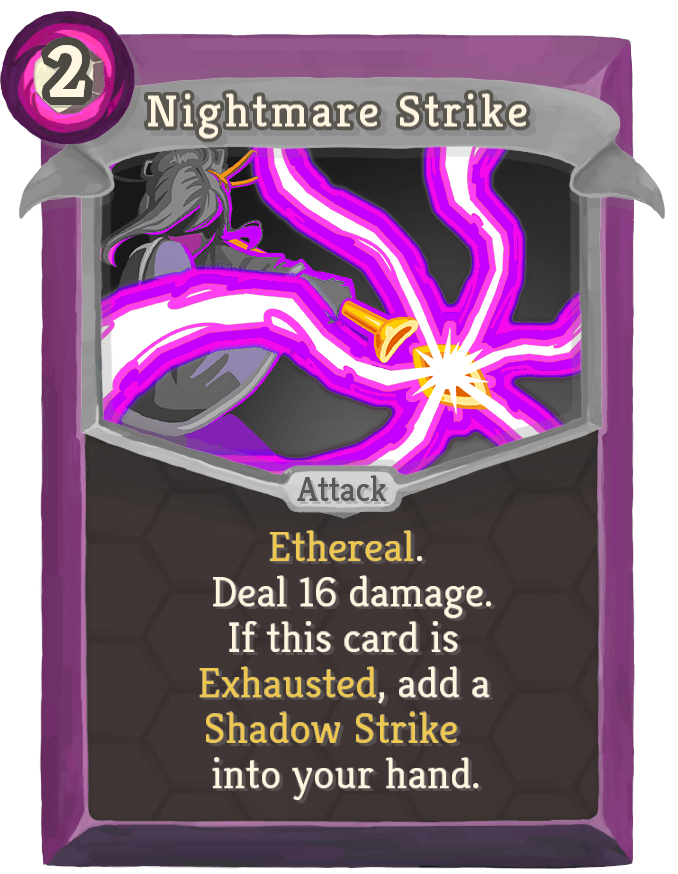 2
Nightmare Strike
Attack
Ethereal.
Deal 16 damage.
If this card is
Exhausted, add a
Shadow Strike
into your hand.